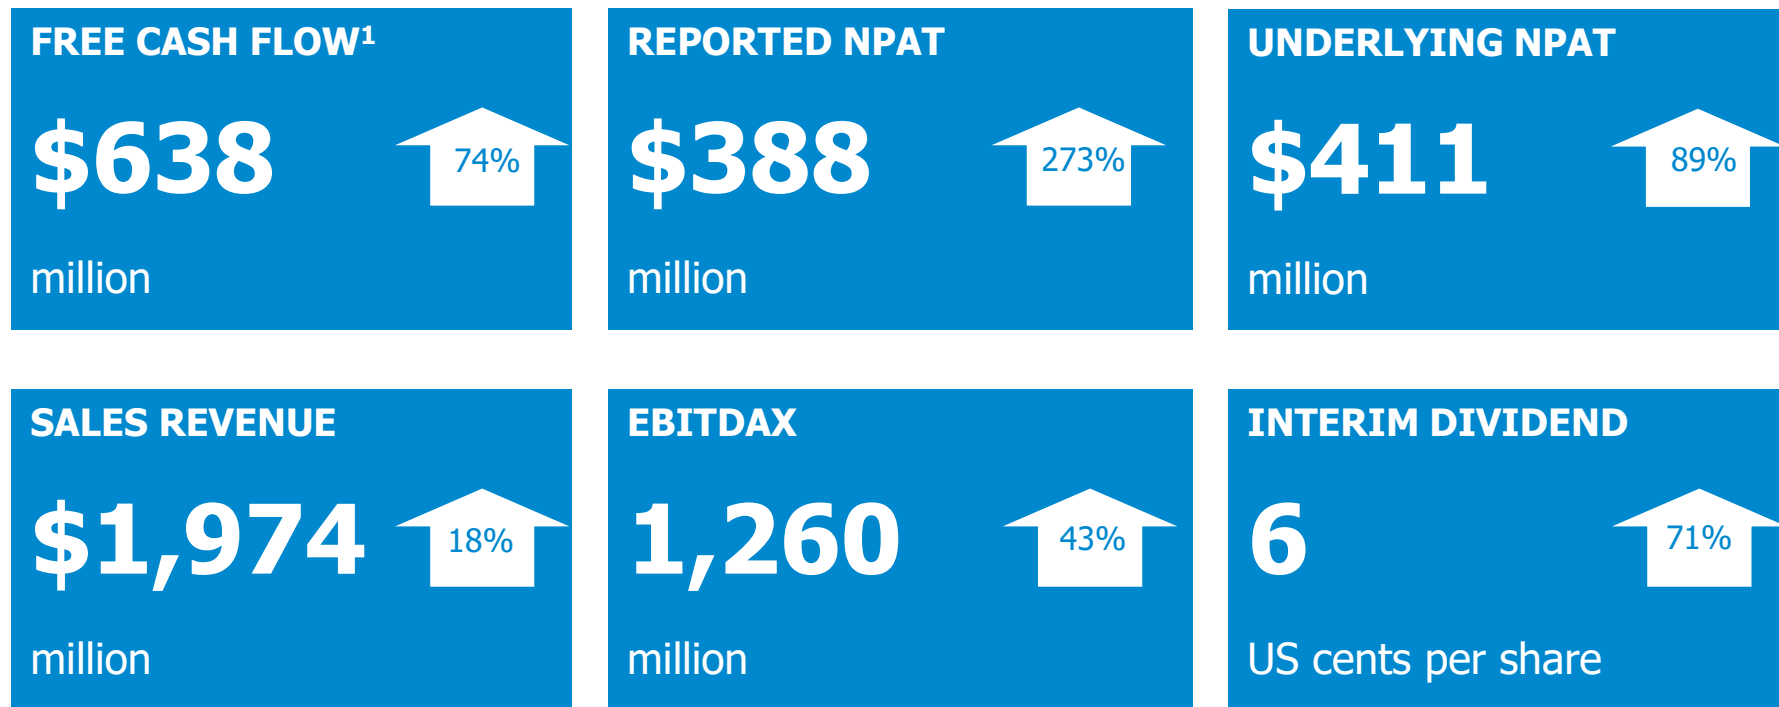 FREE CASH FLOW¹
$638
74%
million
REPORTED NPAT
$388
273%
million
UNDERLYING NPAT
$411
89%
million
SALES REVENUE
$1,974
18%
million
EBITDAX
1,260
43%
million
INTERIM DIVIDEND
6
71%
US cents per share